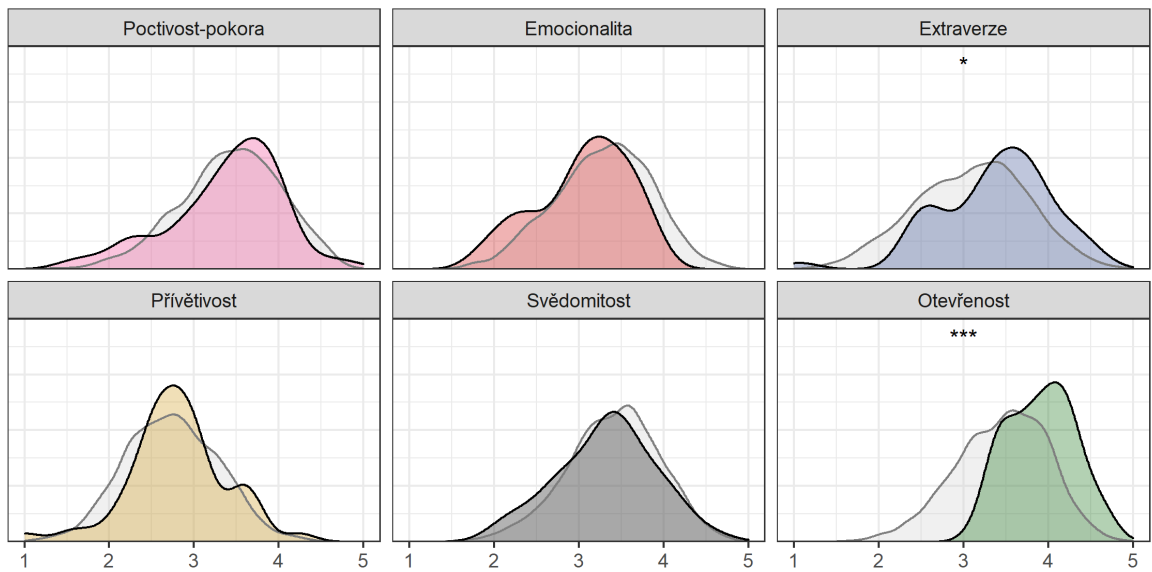 Poctivost-pokora
Emocionalita
Extraverze
*
Přívětivost
Svědomitost
Otevřenost
***
1 2 3 4 5
1 2 3 4 5
1 2 3 4 5